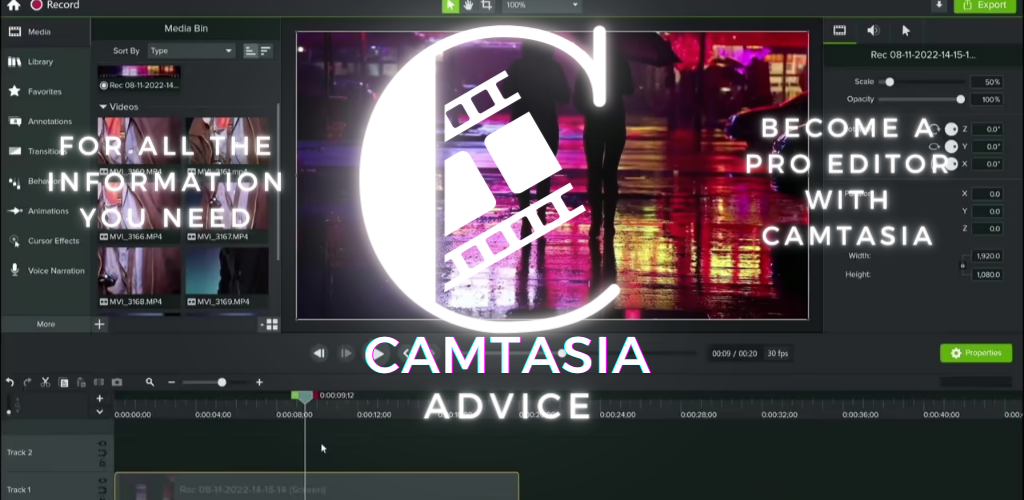 Record
100%
Export
Media
Media Bin
Library
Sort By
Type
Rec 08-11-2022-14-15-1...
Rec 08-11-2022-14...
Scale
50%
Favorites
Opacity
100%
Videos
Annotations
FOR ALL THE
INFORMATION
YOU NEED
BECOME A
PRO EDITOR
WITH
CAMTASIA
Z
0.0°
Y
0.0°
X
0.0°
Animations
X
0.0
Y
0.0
Z
0.0
MVI_3166.MP4
MVI_3167.MP4
Cursor Effects
Width:
1,920.0
Voice Narration
Height:
1,080.0
MVI_3168.MP4
MVI_3169.MP4
More
CAMTASIA
ADVICE
00:09 / 00:20
30 fps
Properties
0:00:09;12
0:00:00;00
0:00:04;00
0:00:08;00
0:00:12;00
0:00:24;00
0:00:28;00
0:00:32;00
0:00:36;00
0:00:40;00
Track 2
Track 1
Rec 08-11-2022-14-15-19 (Screen)